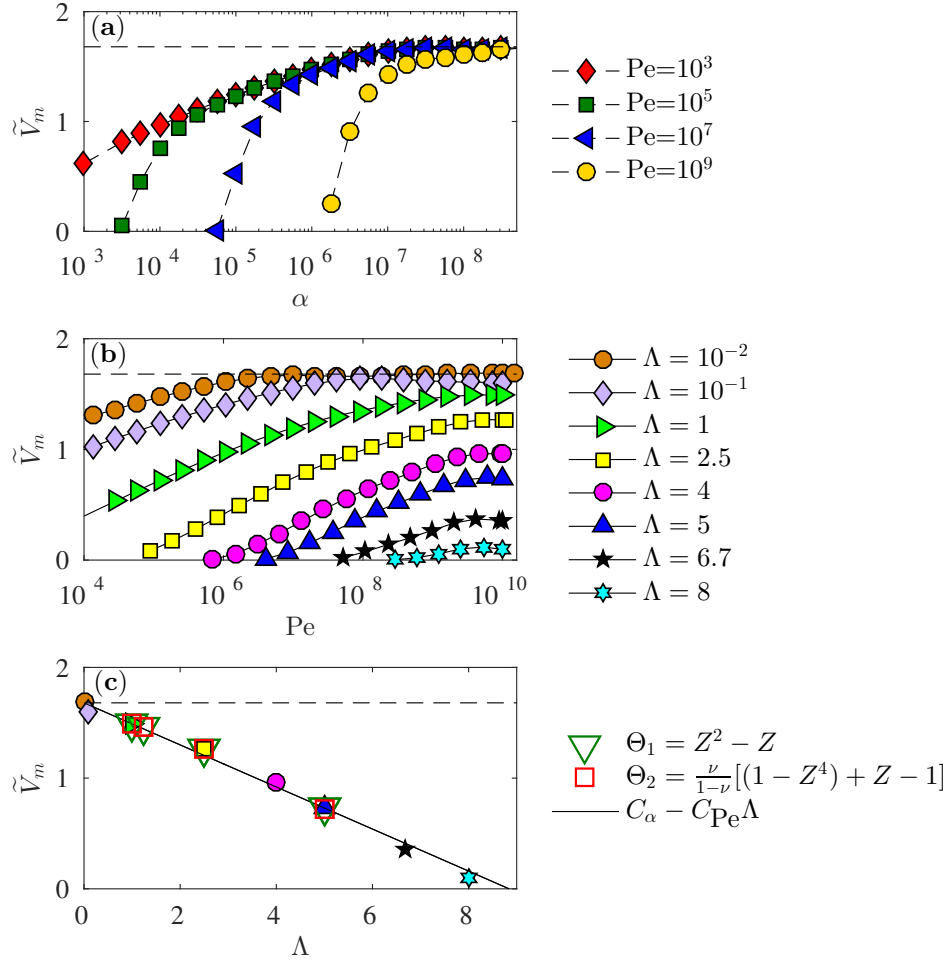 (a)
2
1
0
Ṽₘ
10³ 10⁴ 10⁵ 10⁶ 10⁷ 10⁸
α
Pe=10³
Pe=10⁵
Pe=10⁷
Pe=10⁹
(b)
2
1
0
Ṽₘ
10⁴ 10⁶ 10⁸ 10¹⁰
Pe
Λ = 10⁻²
Λ = 10⁻¹
Λ = 1
Λ = 2.5
Λ = 4
Λ = 5
Λ = 6.7
Λ = 8
(c)
2
1
0
Ṽₘ
0 2 4 6 8
Λ
Θ₁ = Z² − Z
Θ₂ = ν/(1−ν)[(1 − Z⁴) + Z − 1]
C_α − C_Pe Λ